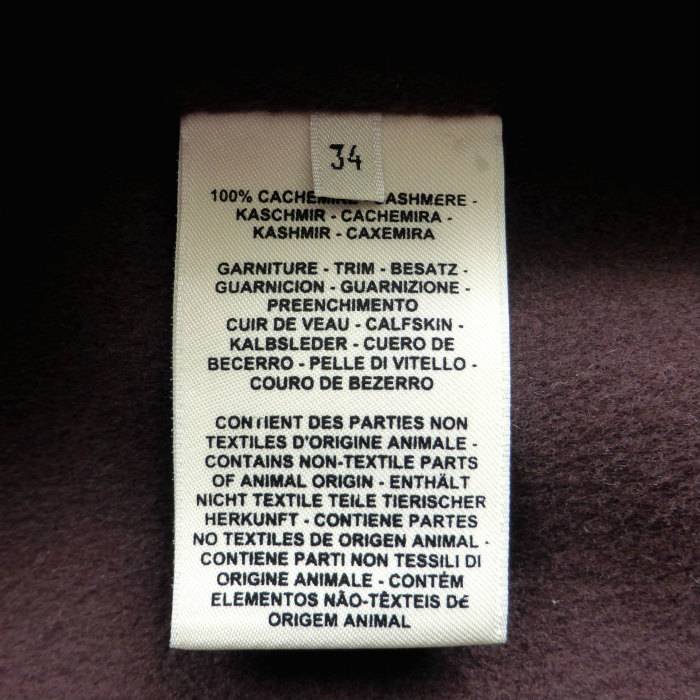 34
100% CACHEMIRE - CASHMERE -
KASCHMIR - CACHEMIRA -
KASHMIR - CAXEMIRA
GARNITURE - TRIM - BESATZ -
GUARNICION - GUARNIZIONE -
PREENCHIMENTO
CUIR DE VEAU - CALFSKIN -
KALBSLEDER - CUERO DE
BECERRO - PELLE DI VITELLO -
COURO DE BEZERRO
CONTIENT DES PARTIES NON
TEXTILES D'ORIGINE ANIMALE -
CONTAINS NON-TEXTILE PARTS
OF ANIMAL ORIGIN - ENTHÄLT
NICHT TEXTILE TEILE TIERISCHER
HERKUNFT - CONTIENE PARTES
NO TEXTILES DE ORIGEN ANIMAL -
CONTIENE PARTI NON TESSILI DI
ORIGINE ANIMALE - CONTÉM
ELEMENTOS NÃO-TÊXTEIS DE
ORIGEM ANIMAL